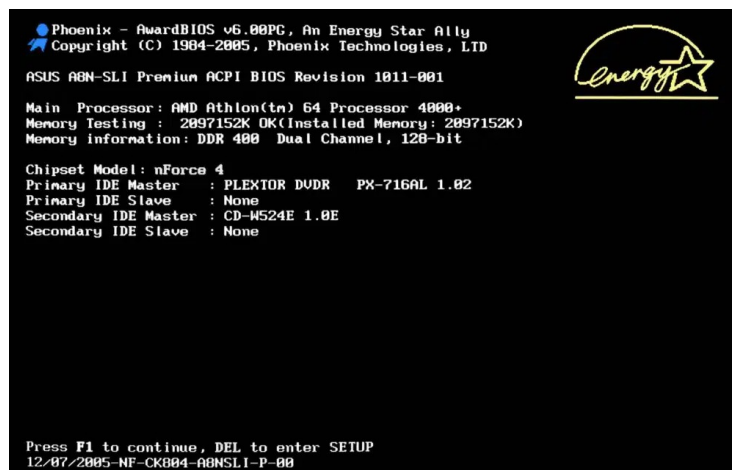 Phoenix - AwardBIOS v6.00PG, An Energy Star Ally
Copyright (C) 1984-2005, Phoenix Technologies, LTD
energy
ASUS A8N-SLI Premium ACPI BIOS Revision 1011-001
Main Processor: AMD Athlon(tm) 64 Processor 4000+
Memory Testing : 2097152K OK(Installed Memory: 2097152K)
Memory information: DDR 400 Dual Channel, 128-bit
Chipset Model: nForce 4
Primary IDE Master : PLEXTOR DVDR PX-716AL 1.02
Primary IDE Slave : None
Secondary IDE Master : CD-W524E 1.0E
Secondary IDE Slave : None
Press F1 to continue, DEL to enter SETUP
12/07/2005-NF-CK804-A8NSLI-P-00